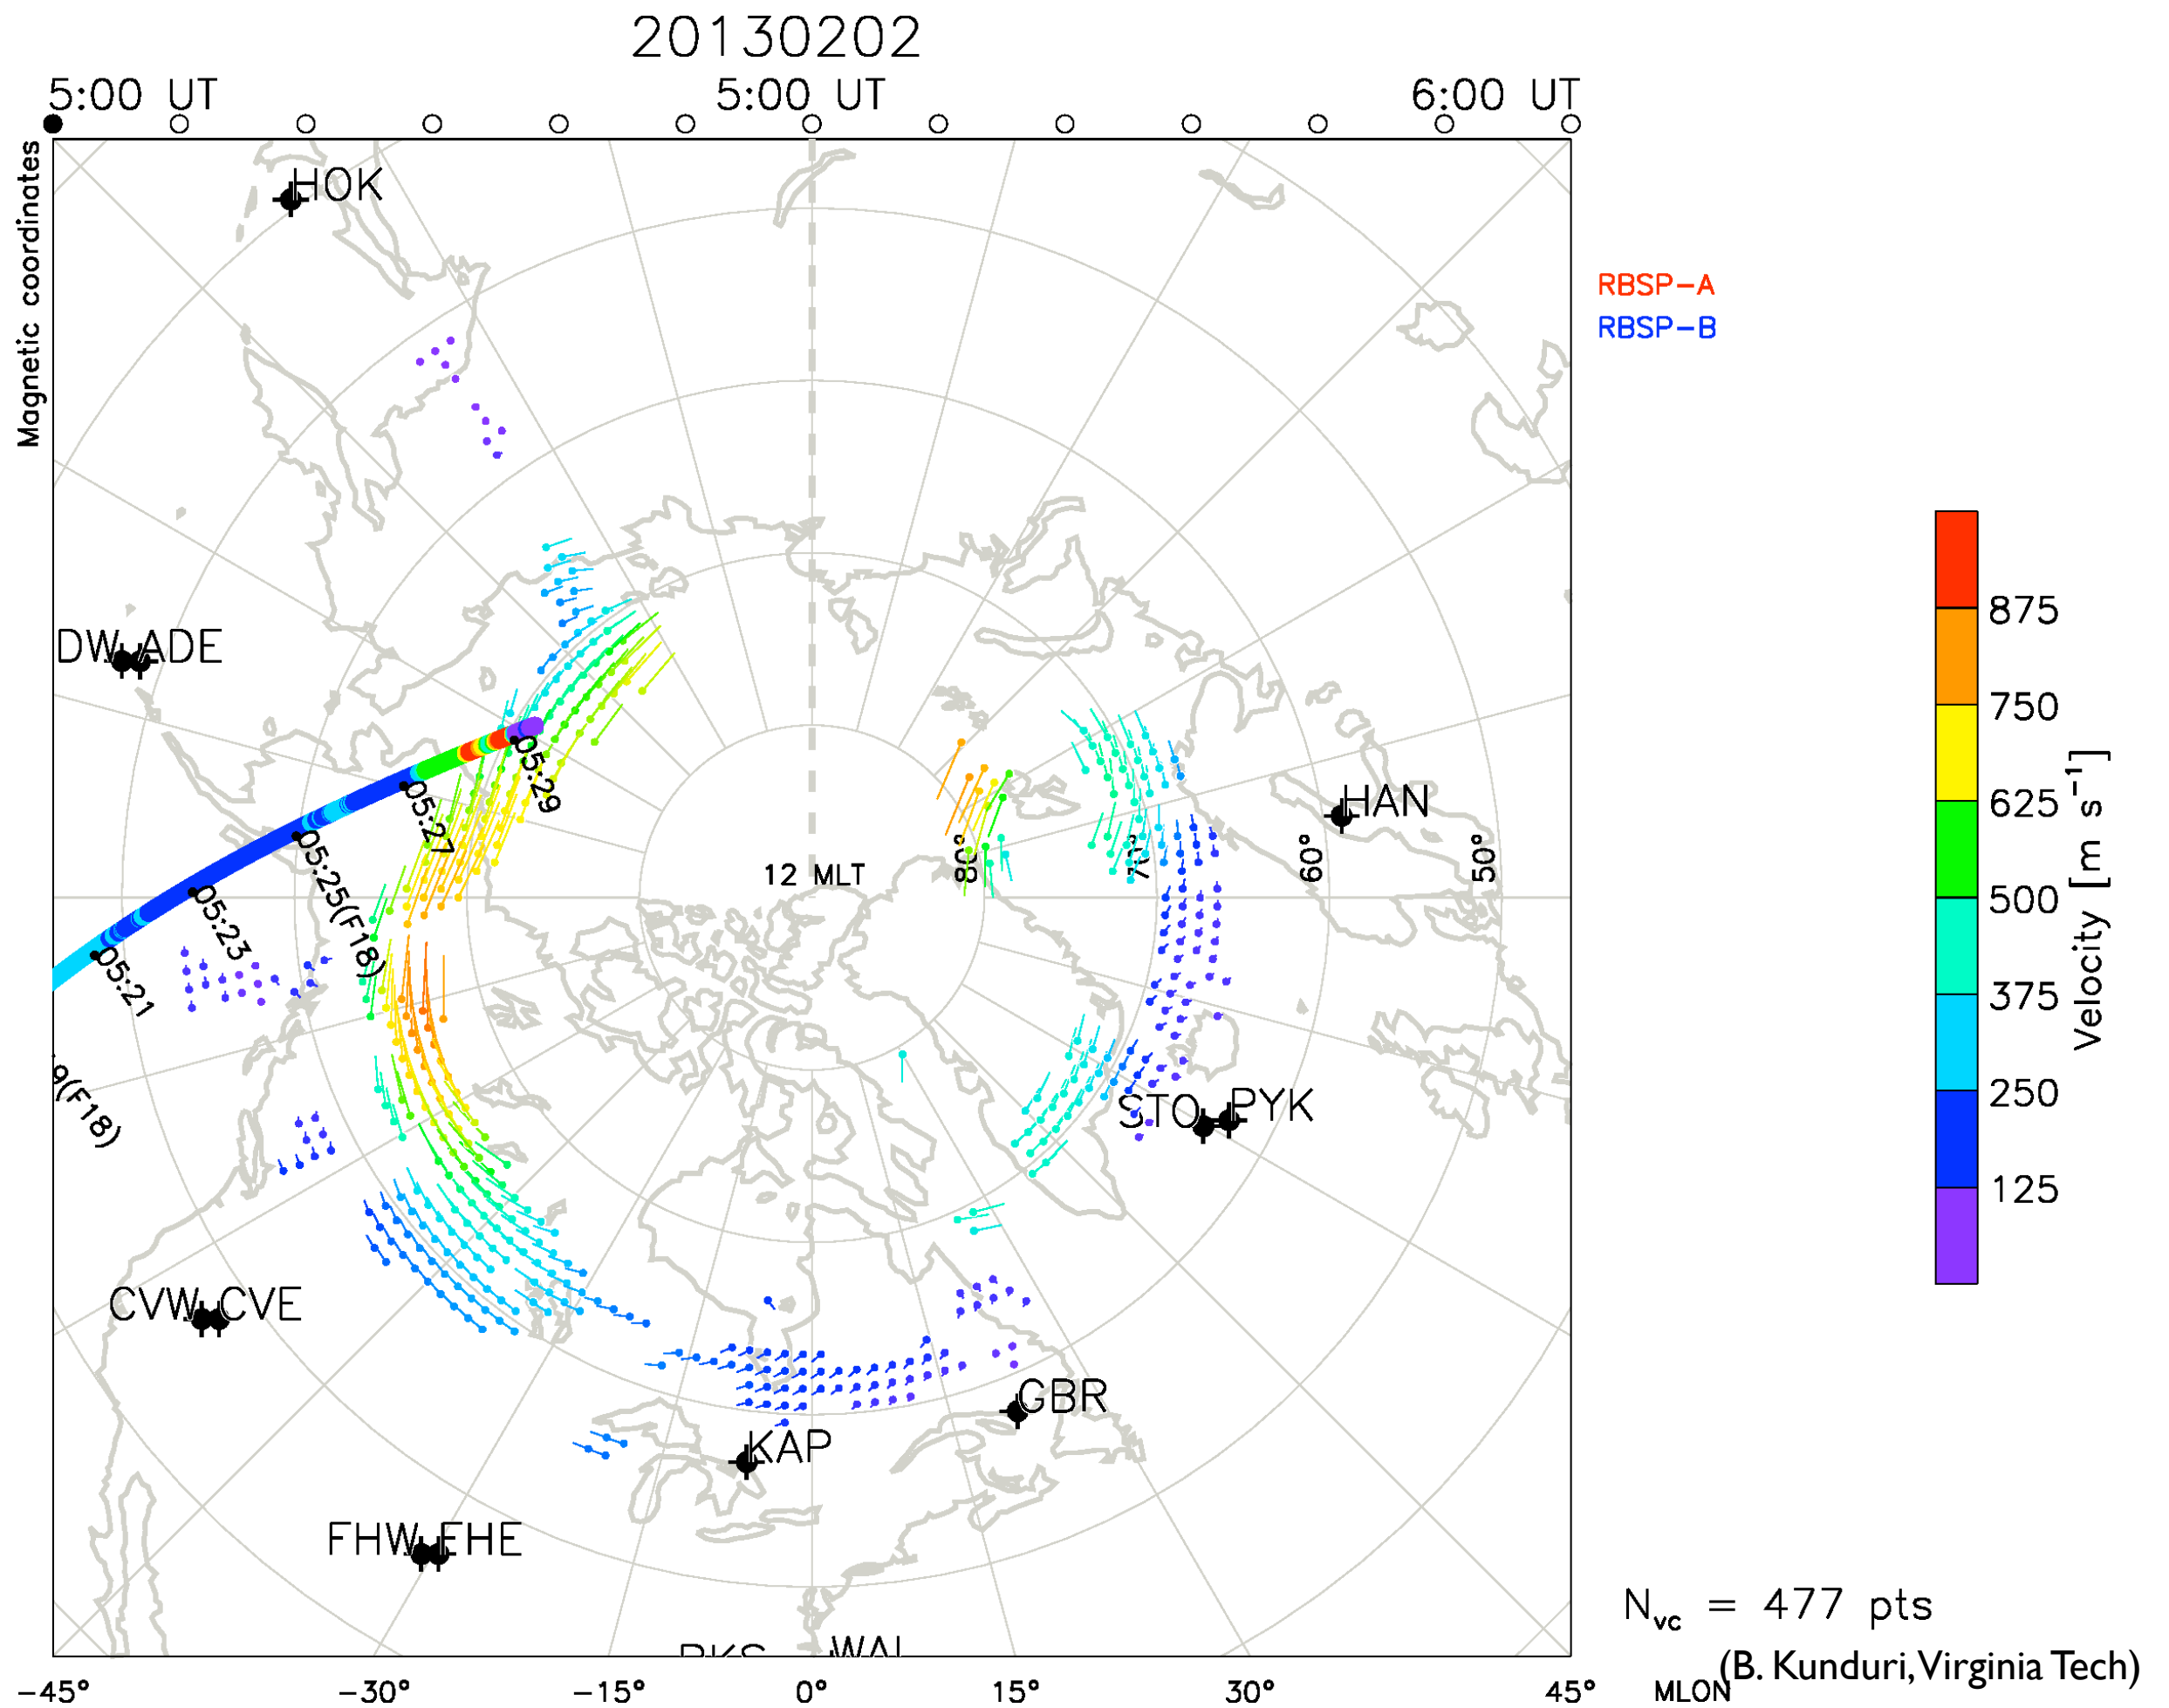 20130202
5:00 UT 5:00 UT 6:00 UT
Magnetic coordinates
HOK
RBSP-A
RBSP-B
DW ADE
875
750
625
500
375
250
125
Velocity [m s⁻¹]
05:29
05:27
05:25(F18)
05:23
05:21
9(F18)
12 MLT
80°
70°
60°
50°
HAN
STO PYK
CVW CVE
GBR
KAP
FHW FHE
WAL
Nvc = 477 pts
(B. Kunduri, Virginia Tech)
-45° -30° -15° 0° 15° 30° 45° MLON